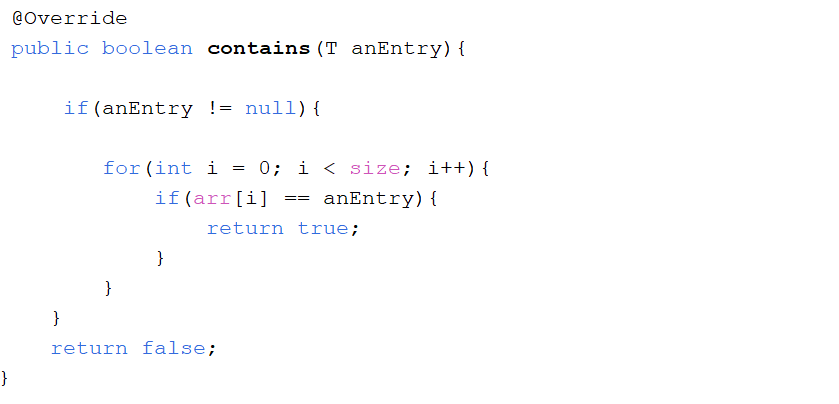 @Override
public boolean contains(T anEntry){
if(anEntry != null){
for(int i = 0; i < size; i++){
if(arr[i] == anEntry){
return true;
}
}
}
return false;
}